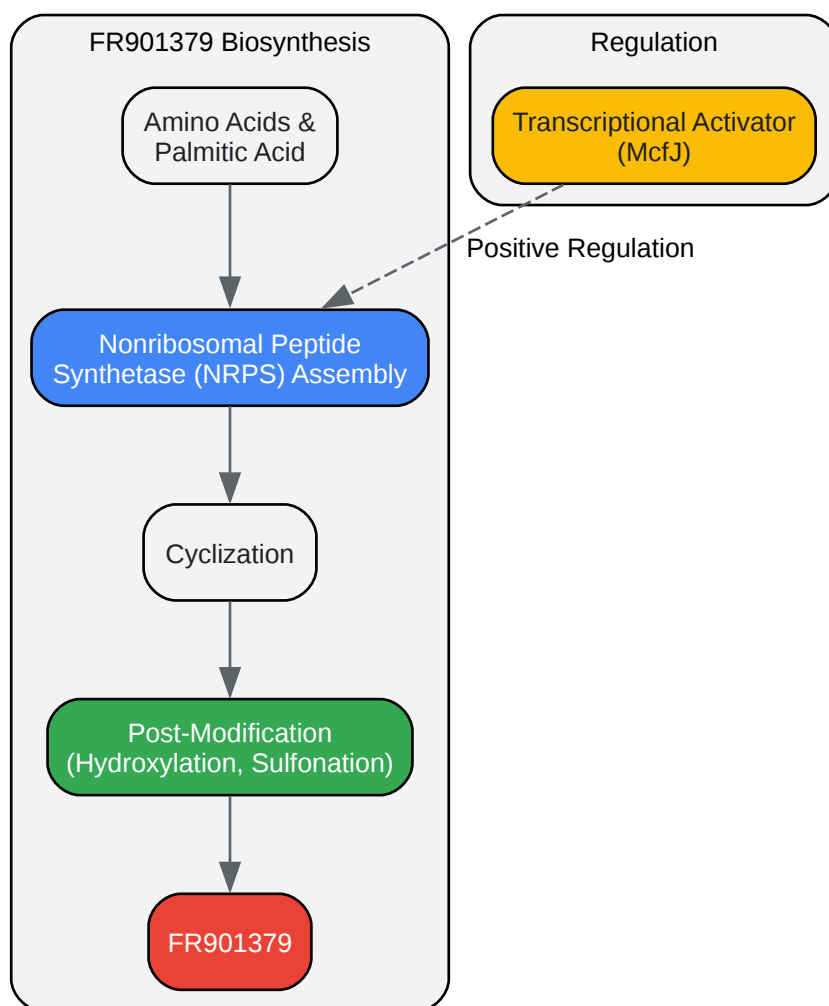 FR901379 Biosynthesis
Regulation
Amino Acids &
Palmitic Acid
Transcriptional Activator
(McfJ)
Positive Regulation
Nonribosomal Peptide
Synthetase (NRPS) Assembly
Cyclization
Post-Modification
(Hydroxylation, Sulfonation)
FR901379